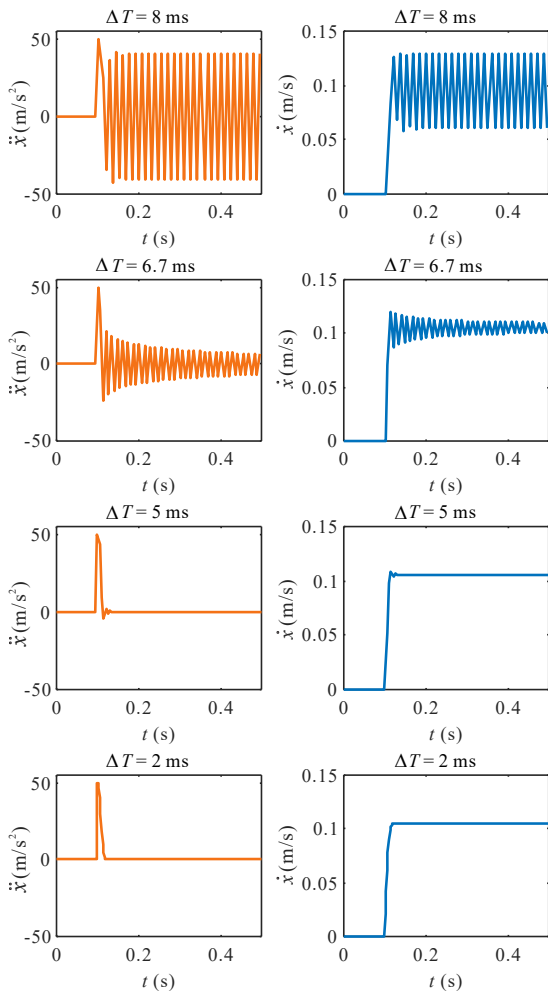 ΔT = 8 ms
ΔT = 8 ms
50
0
-50
ẍ (m/s²)
0
0.2
0.4
t (s)
0.15
0.1
0.05
0
ẋ (m/s)
0
0.2
0.4
t (s)
ΔT = 6.7 ms
ΔT = 6.7 ms
50
0
-50
ẍ (m/s²)
0
0.2
0.4
t (s)
0.15
0.1
0.05
0
ẋ (m/s)
0
0.2
0.4
t (s)
ΔT = 5 ms
ΔT = 5 ms
50
0
-50
ẍ (m/s²)
0
0.2
0.4
t (s)
0.15
0.1
0.05
0
ẋ (m/s)
0
0.2
0.4
t (s)
ΔT = 2 ms
ΔT = 2 ms
50
0
-50
ẍ (m/s²)
0
0.2
0.4
t (s)
0.15
0.1
0.05
0
ẋ (m/s)
0
0.2
0.4
t (s)